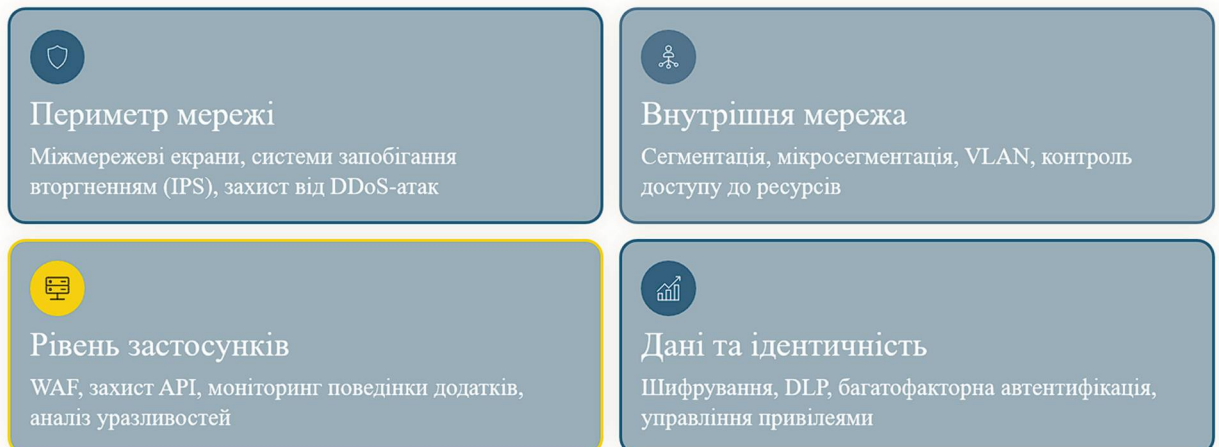 Периметр мережі
Міжмережеві екрани, системи запобігання
вторгненням (IPS), захист від DDoS-атак
Внутрішня мережа
Сегментація, мікросегментація, VLAN, контроль
доступу до ресурсів
Рівень застосунків
WAF, захист API, моніторинг поведінки додатків,
аналіз уразливостей
Дані та ідентичність
Шифрування, DLP, багатофакторна автентифікація,
управління привілеями